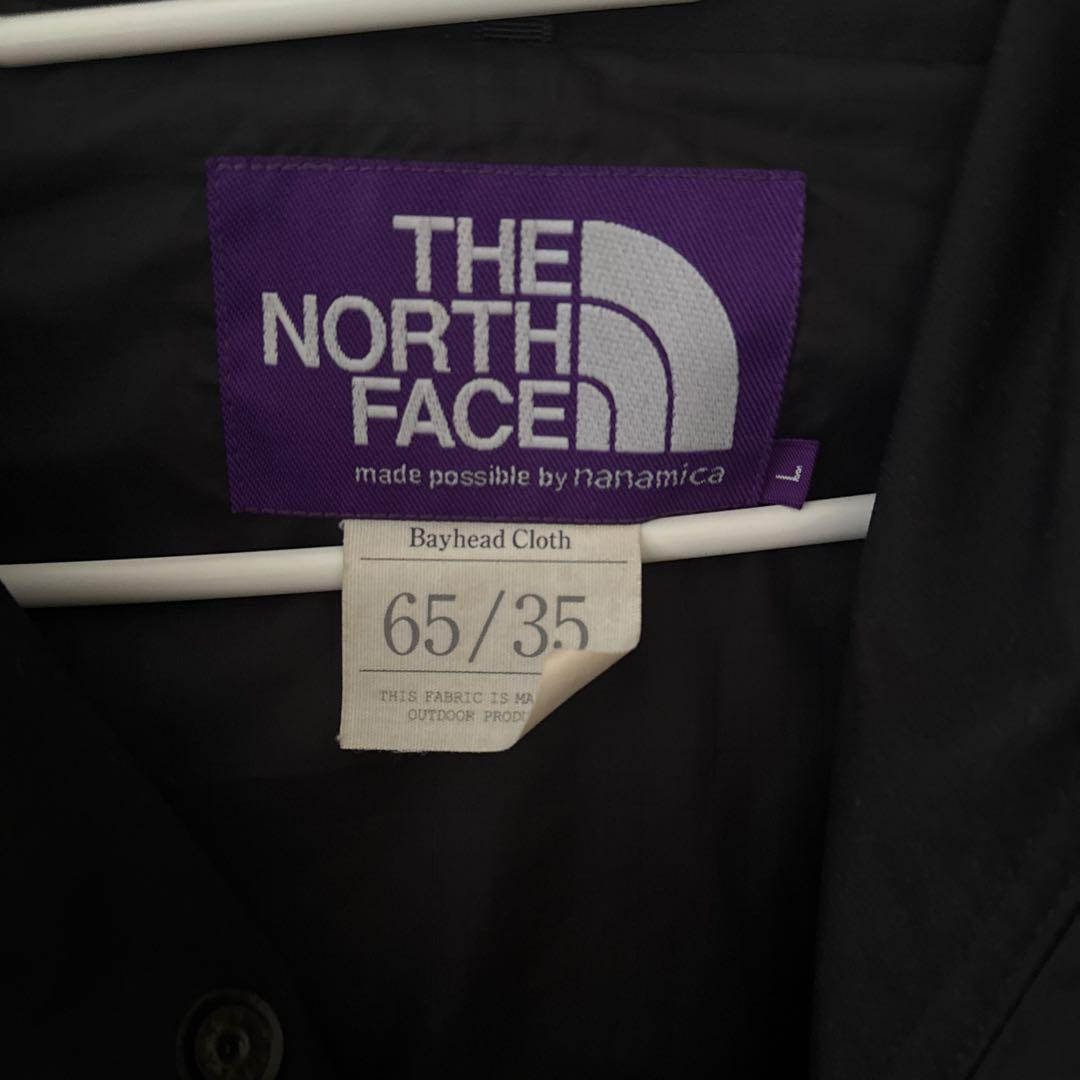 THE
NORTH
FACE
made possible by nanamica
L
Bayhead Cloth
65/35
THIS FABRIC IS
OUTDOOR